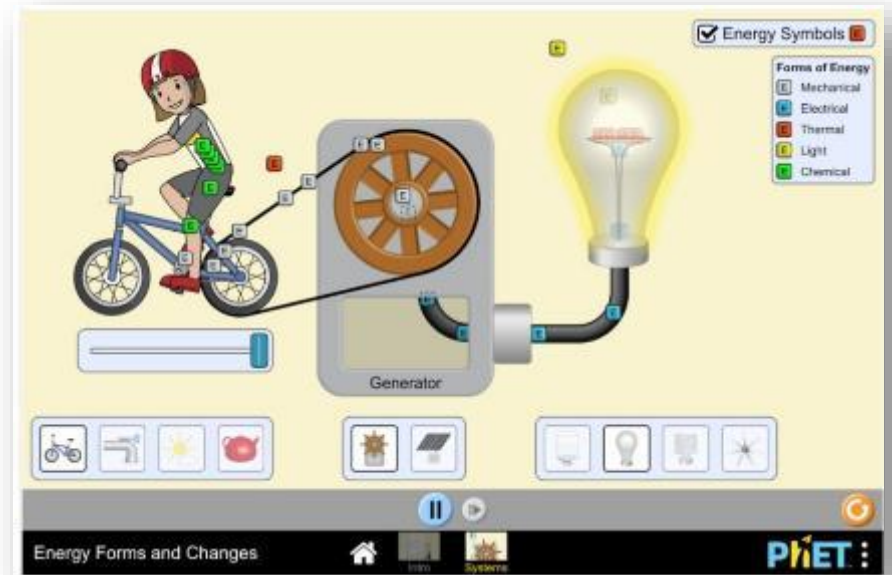 Energy Symbols E
Forms of Energy
E Mechanical
E Electrical
E Thermal
E Light
E Chemical
Generator
Energy Forms and Changes
Intro
Systems
PhET